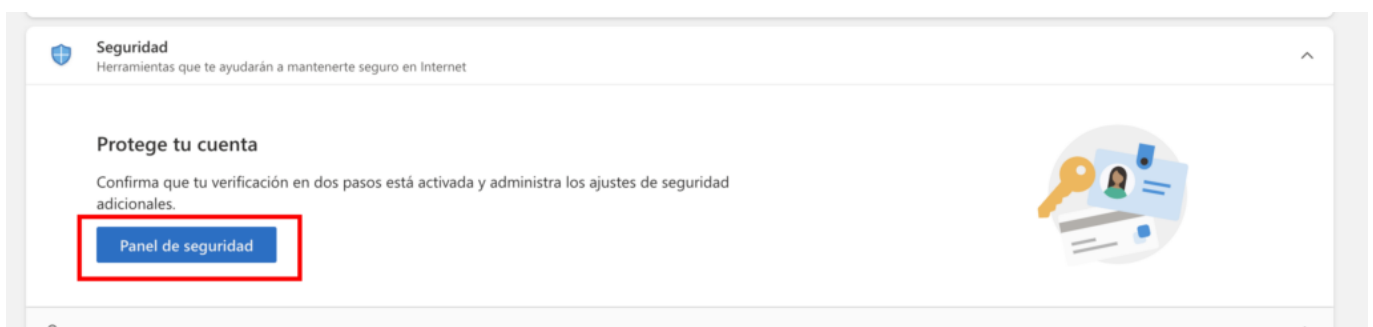 Seguridad
Herramientas que te ayudarán a mantenerte seguro en Internet
Protege tu cuenta
Confirma que tu verificación en dos pasos está activada y administra los ajustes de seguridad
adicionales.
Panel de seguridad